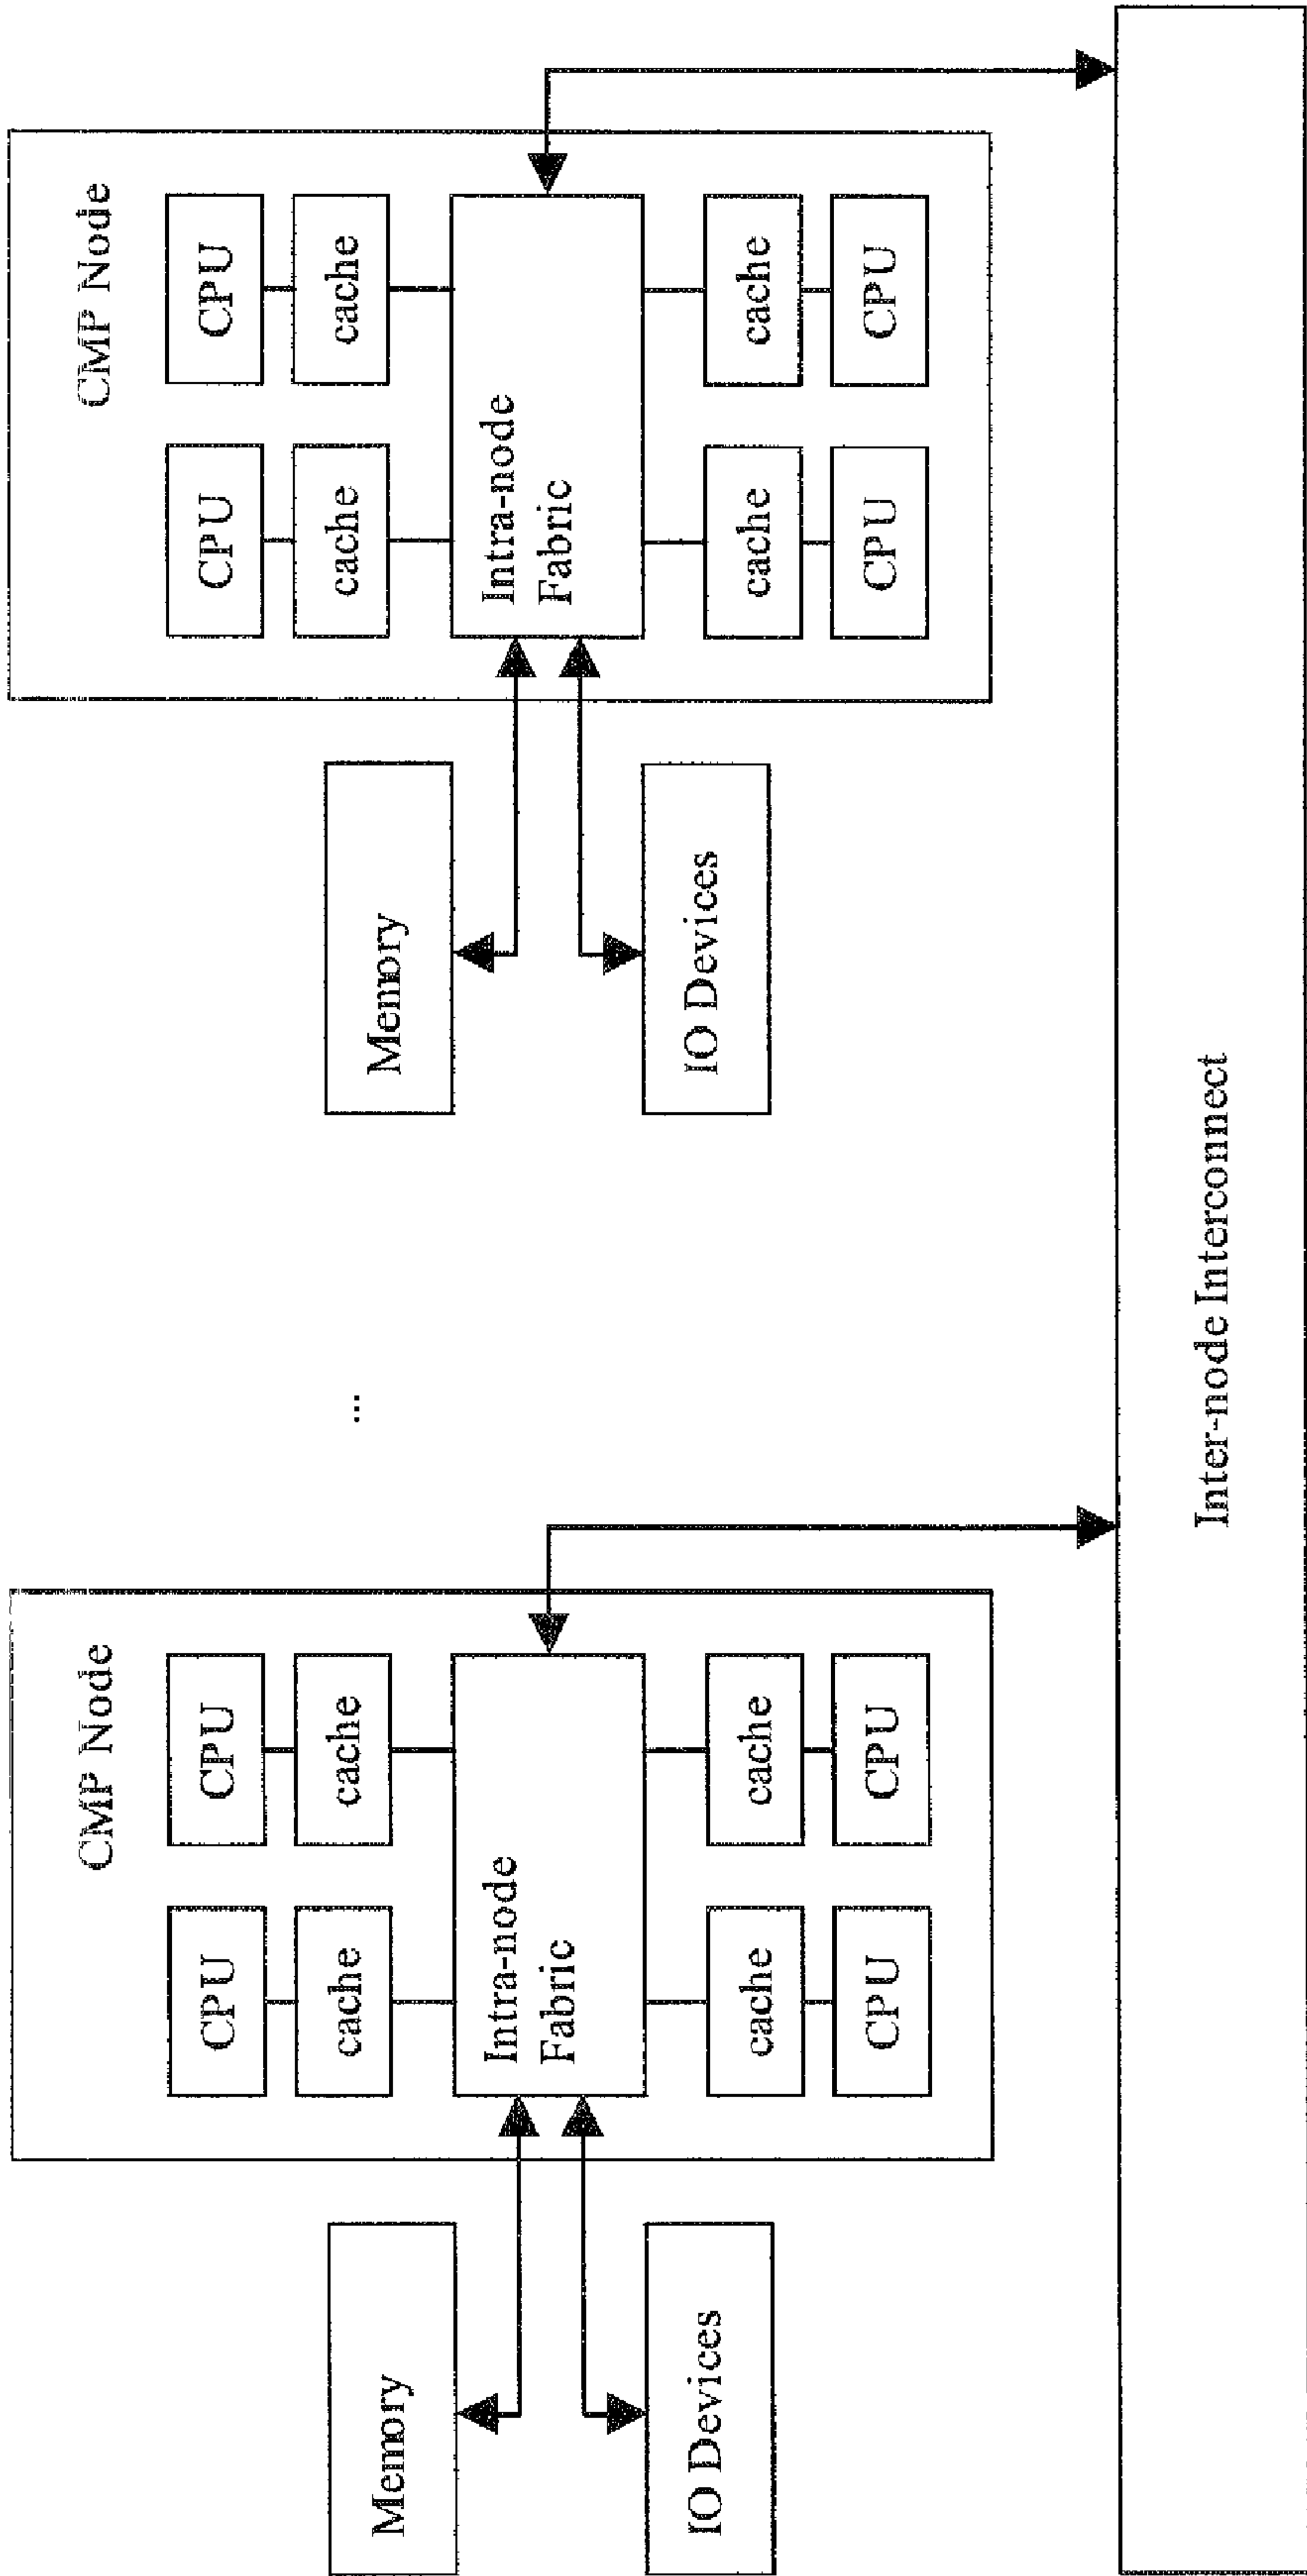 CMP Node
CPU
CPU
cache
cache
Memory
Intra-node
Fabric
IO Devices
cache
cache
CPU
CPU
...
CMP Node
CPU
CPU
cache
cache
Memory
Intra-node
Fabric
IO Devices
cache
cache
CPU
CPU
Inter-node Interconnect